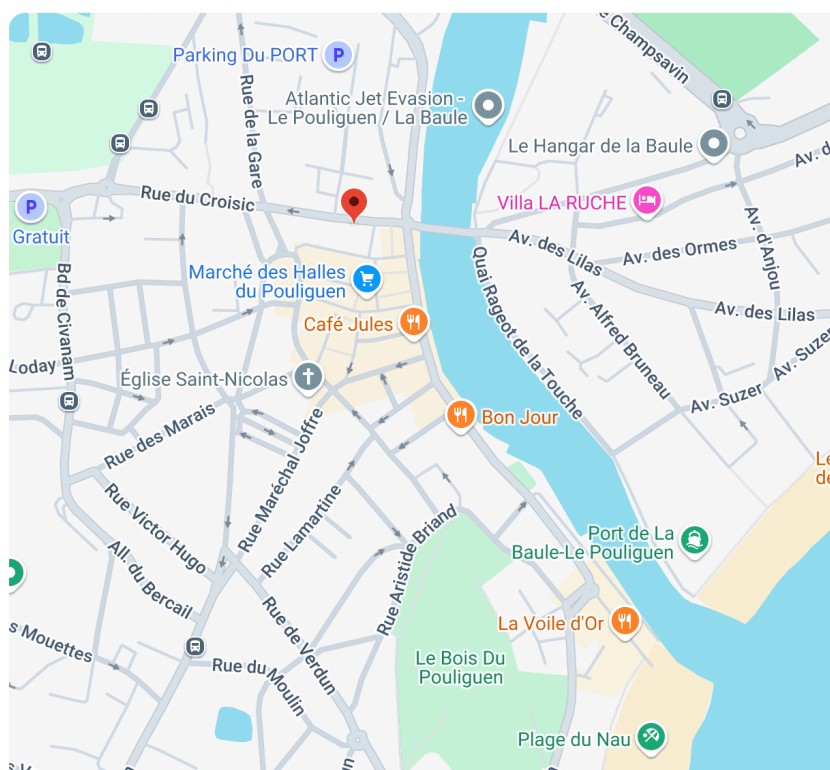 Champsavin
Parking Du PORT
P
Rue de la Gare
Atlantic Jet Evasion -
Le Pouliguen / La Baule
Le Hangar de la Baule
Av. d
Rue du Croisic
P
Gratuit
Villa LA RUCHE
Av. des Lilas
Av. des Ormes
Av. d'Anjou
Marché des Halles
du Pouliguen
Quai Rageot de la Touche
Bd de Civanam
Av. Alfred Bruneau
Av. des Lilas
Café Jules
Loday
Av. Suze
Église Saint-Nicolas
Av. Suzer
Rue des Marais
Rue Maréchal Joffre
Bon Jour
Le
de
Rue Victor Hugo
Rue Lamartine
Rue Aristide Briand
Port de La
Baule-Le Pouliguen
All. du Bercail
La Voile d'Or
s Mouettes
Rue de Verdun
Rue du Moulin
Le Bois Du
Pouliguen
Plage du Nau